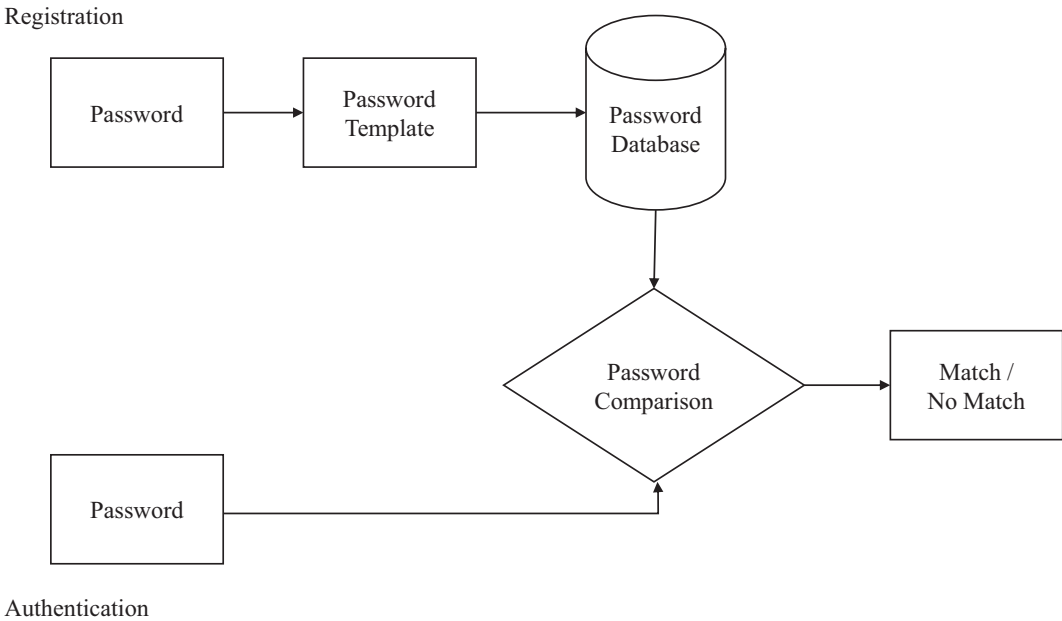 Registration
Password
Password
Template
Password
Database
Password
Comparison
Match /
No Match
Password
Authentication